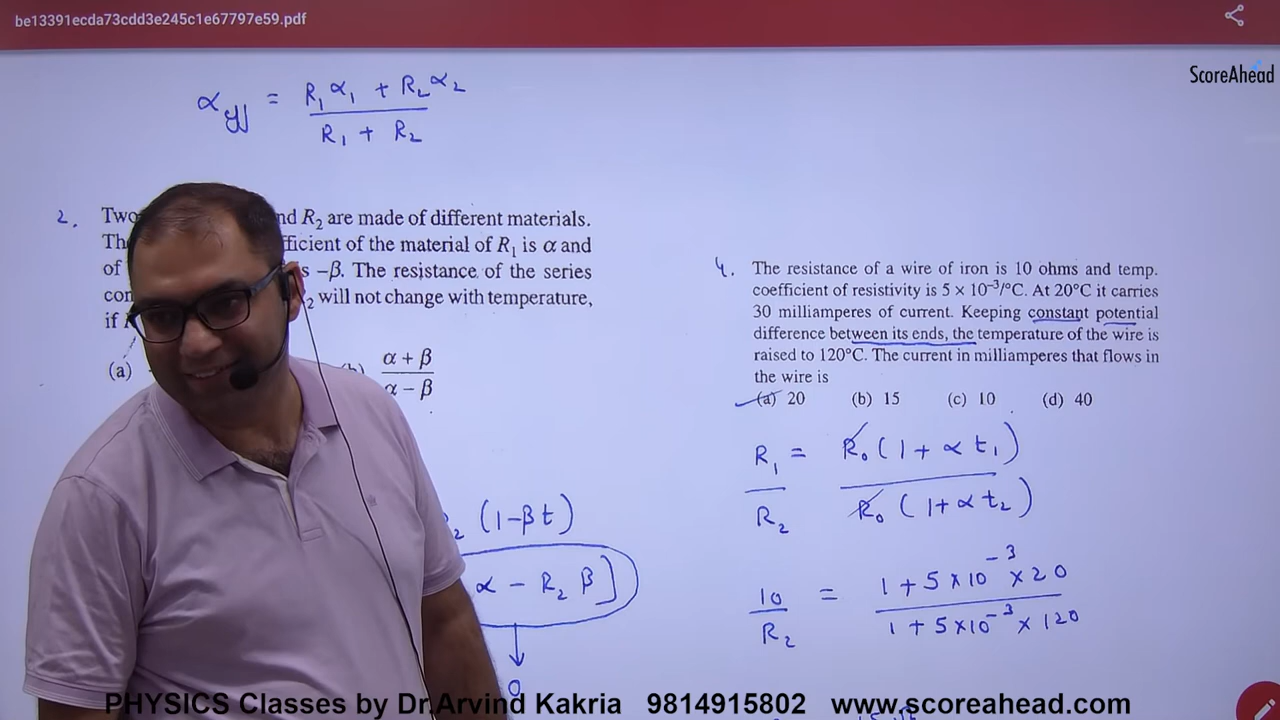 be13391ecda73cdd3e245c1e67797e59.pdf
ScoreAhead
α = R₁α₁ + R₂α₂
R₁ + R₂
2. Two nd R₂ are made of different materials.
fficient of the material of R₁ is α and
of s –β. The resistance of the series
₂ will not change with temperature,
if
(a) α + β
α – β
₂ (1-βt)
α - R₂ β]
0
4. The resistance of a wire of iron is 10 ohms and temp.
coefficient of resistivity is 5 × 10⁻³/°C. At 20°C it carries
30 milliamperes of current. Keeping constant potential
difference between its ends, the temperature of the wire is
raised to 120°C. The current in milliamperes that flows in
the wire is
(a) 20 (b) 15 (c) 10 (d) 40
R₁ = R₀(1 + α t₁)
R₂ R₀(1+α t₂)
10 = 1 + 5×10⁻³×20
R₂ 1 + 5×10⁻³×120
PHYSICS Classes by Dr.Arvind Kakria 9814915802 www.scoreahead.com